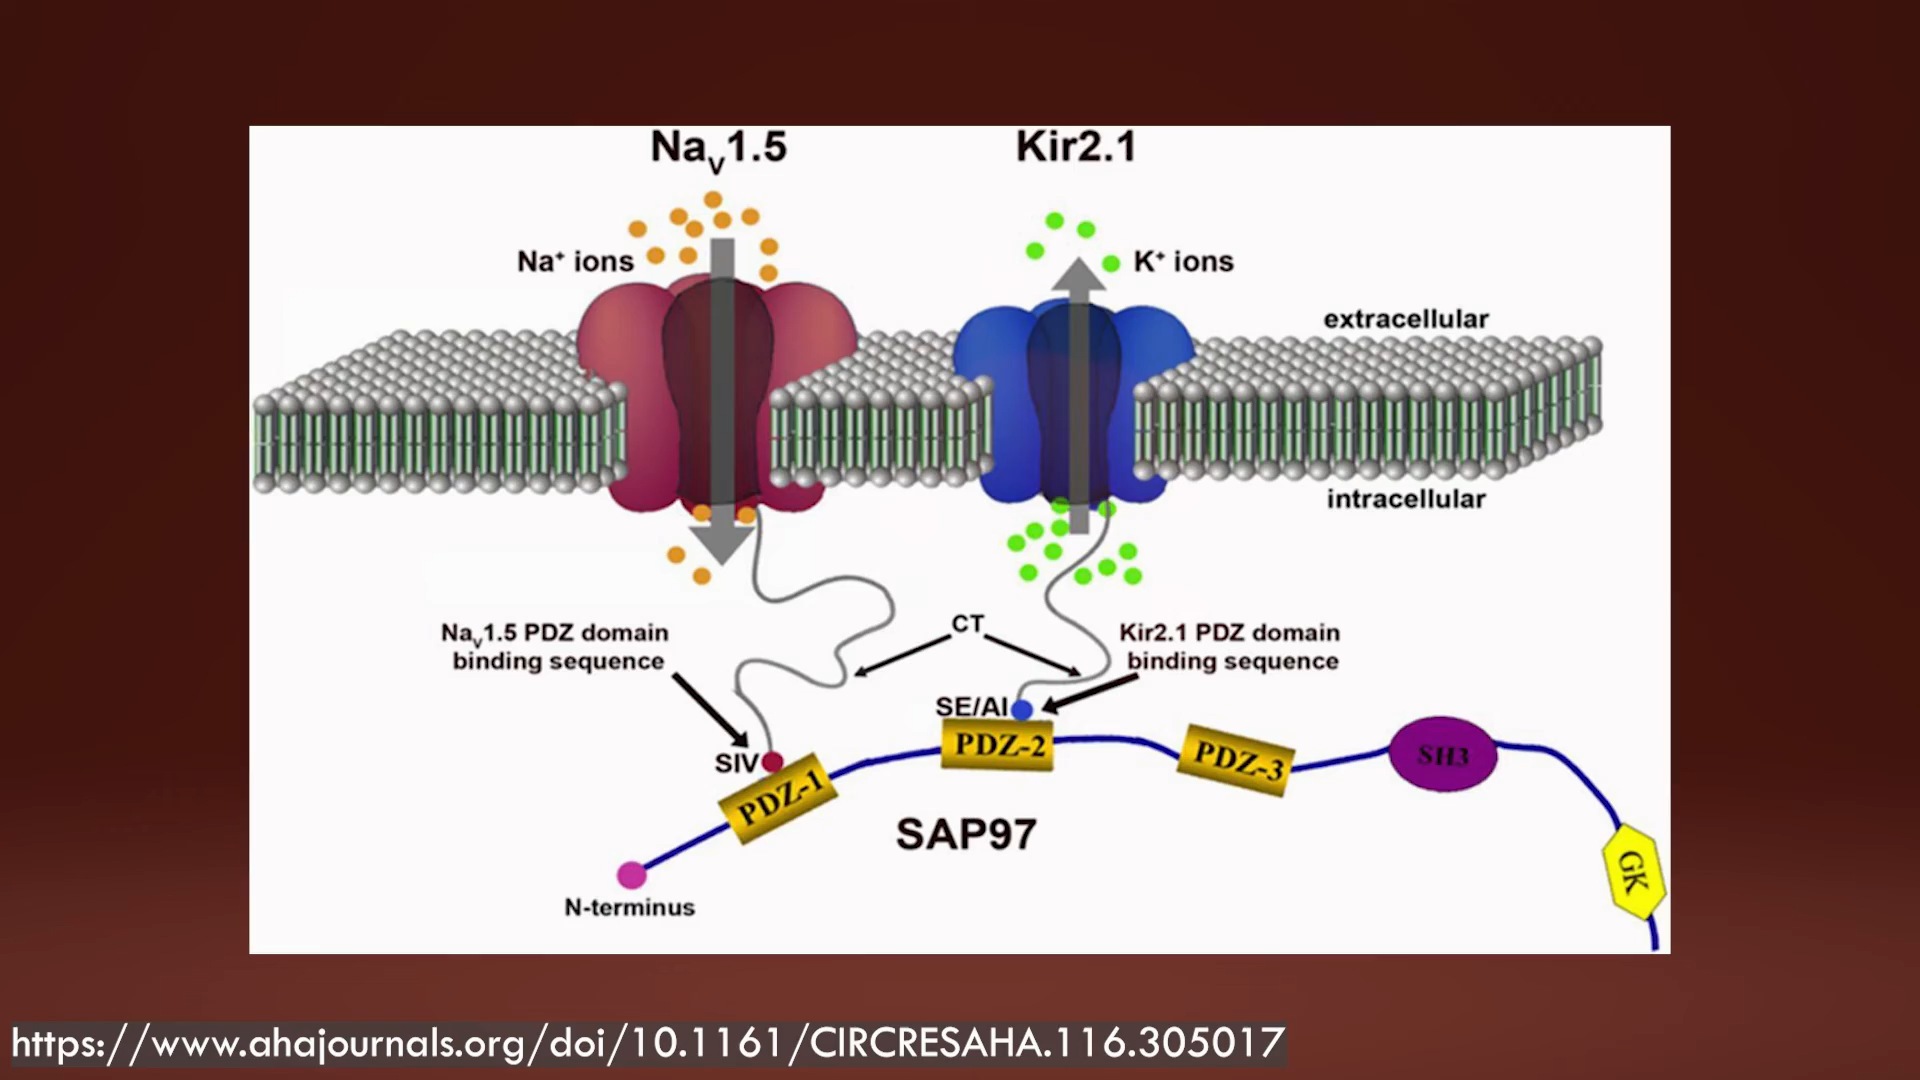 Nav1.5
Kir2.1
Na+ ions
K+ ions
extracellular
intracellular
Nav1.5 PDZ domain
binding sequence
CT
Kir2.1 PDZ domain
binding sequence
SE/AI
SIV
PDZ-1
PDZ-2
PDZ-3
SH3
GK
SAP97
N-terminus
https://www.ahajournals.org/doi/10.1161/CIRCRESAHA.116.305017